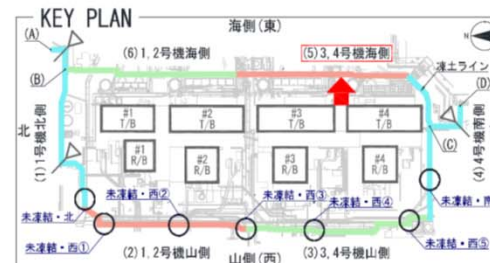 KEY PLAN
海側(東)
N
(A)
(6)1,2号機海側
(5)3,4号機海側
凍土ライン
(B)
(D)
北
(1)1号機北側
#1
T/B
#2
T/B
#3
T/B
#4
T/B
#1
R/B
#2
R/B
#3
R/B
#4
R/B
(C)
(4)4号機南側
未凍結・北
未凍結・西①
未凍結・西②
未凍結・西③
未凍結・西④
未凍結・西⑤
(2)1,2号機山側
山側(西)
(3)3,4号機山側